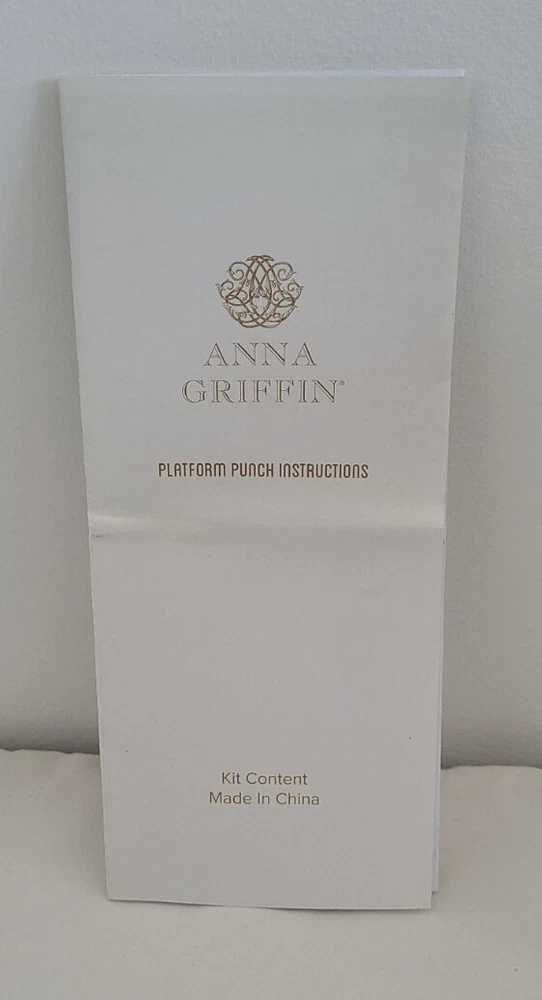 ANNA
GRIFFIN®
PLATFORM PUNCH INSTRUCTIONS
Kit Content
Made In China